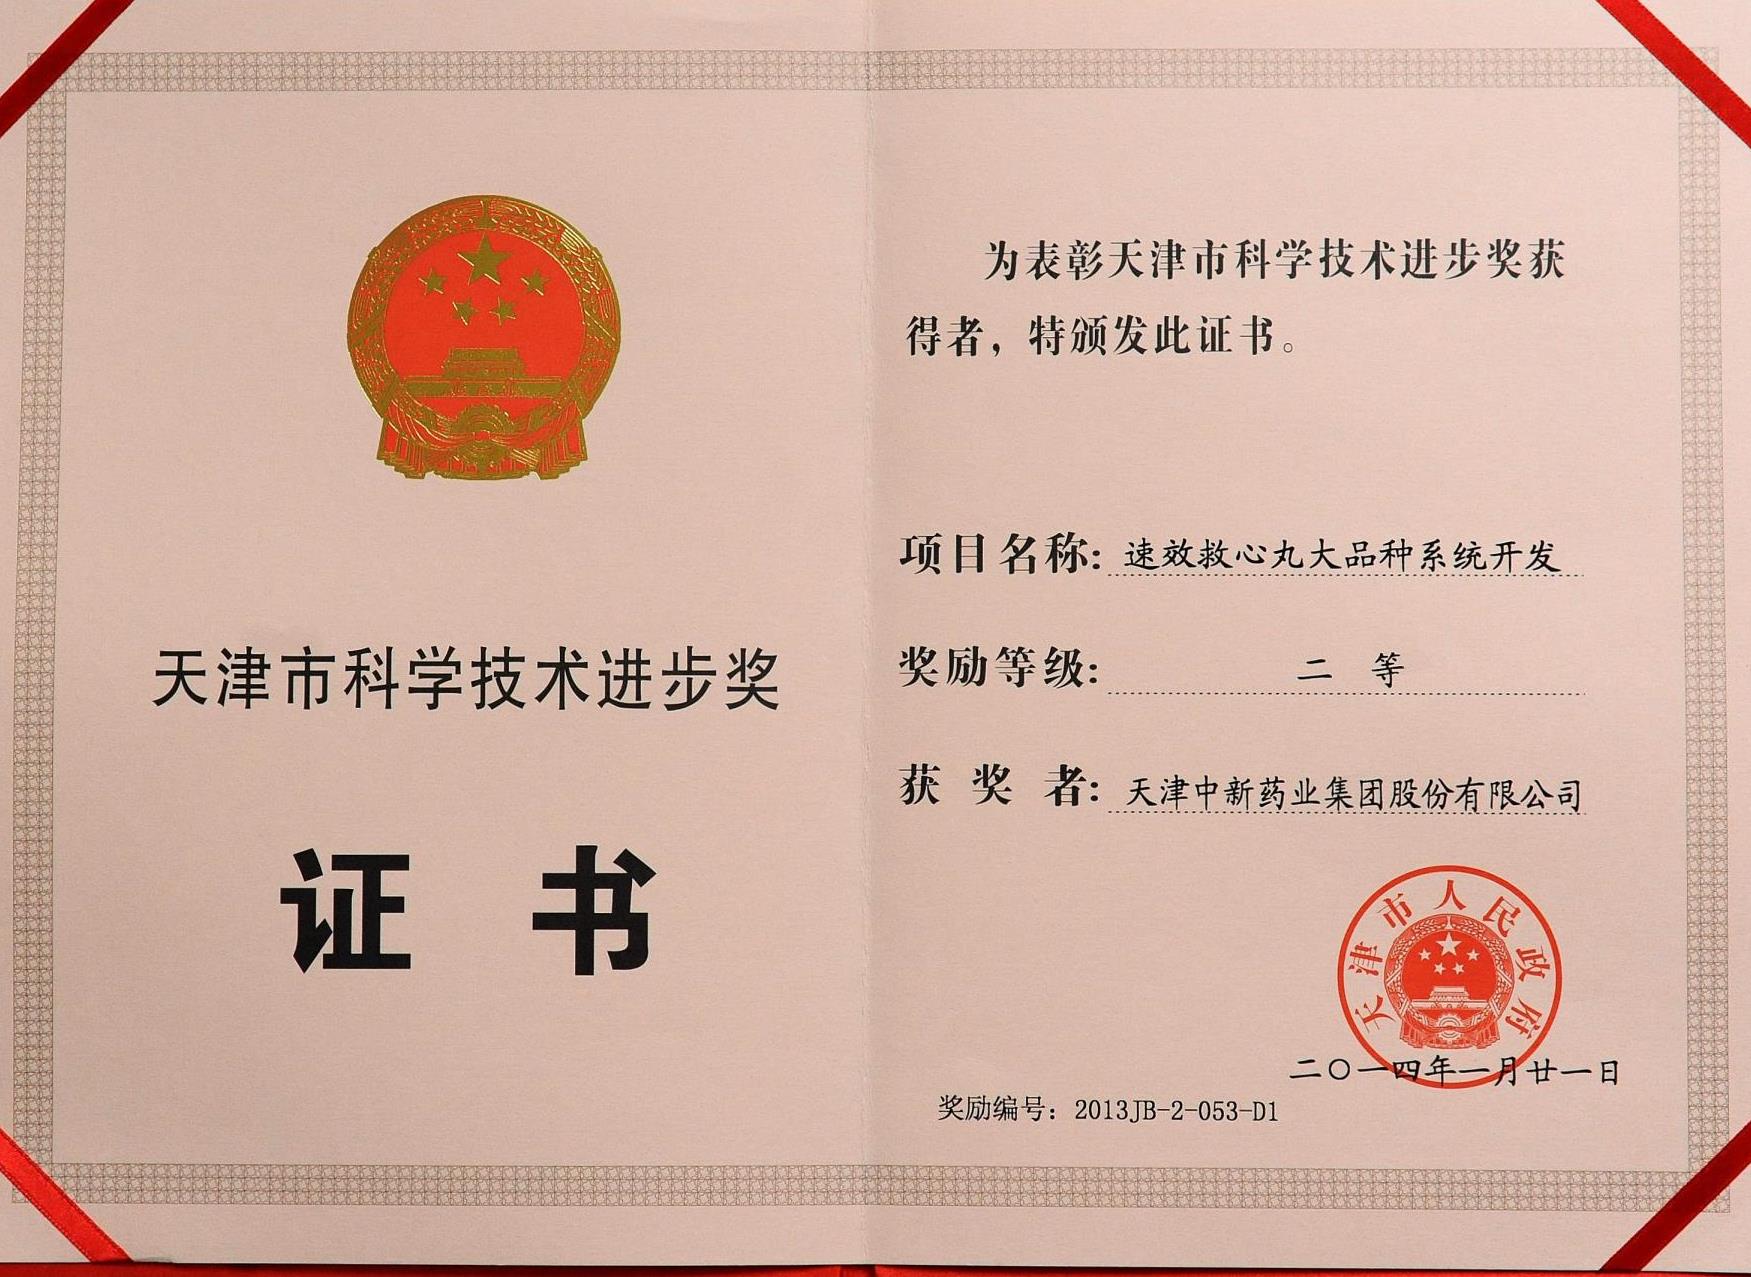 天津市科学技术进步奖
证 书
为表彰天津市科学技术进步奖获
得者，特颁发此证书。
项目名称：速效救心丸大品种系统开发
奖励等级：二 等
获 奖 者：天津中新药业集团股份有限公司
天津市人民政府
二〇一四年一月廿一日
奖励编号：2013JB-2-053-D1